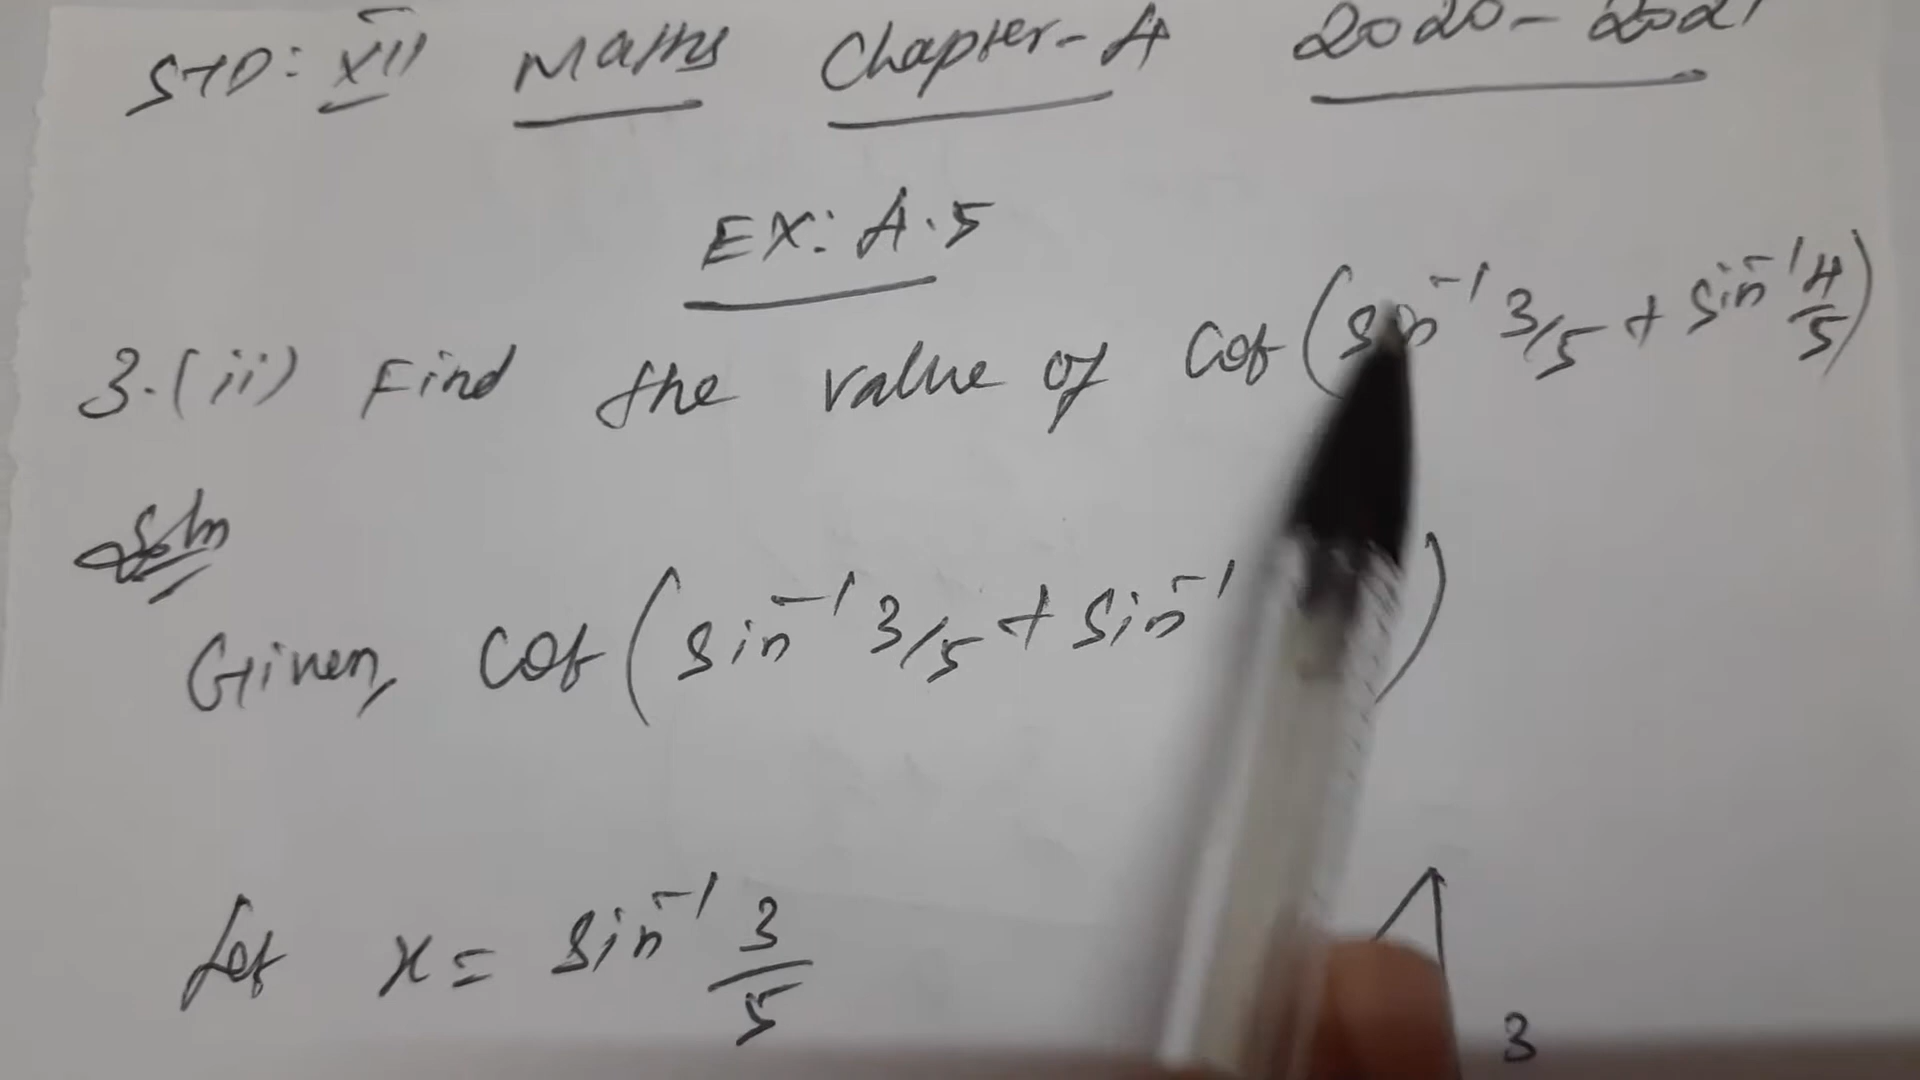 STD: XII Maths Chapter-4 2020-2021
EX: 4.5
3.(ii) Find the value of Cot (sin⁻¹ 3/5 + sin⁻¹ 4/5)
Soln
Given, Cot (sin⁻¹ 3/5 + sin⁻¹ )
Let x = sin⁻¹ 3/5
3